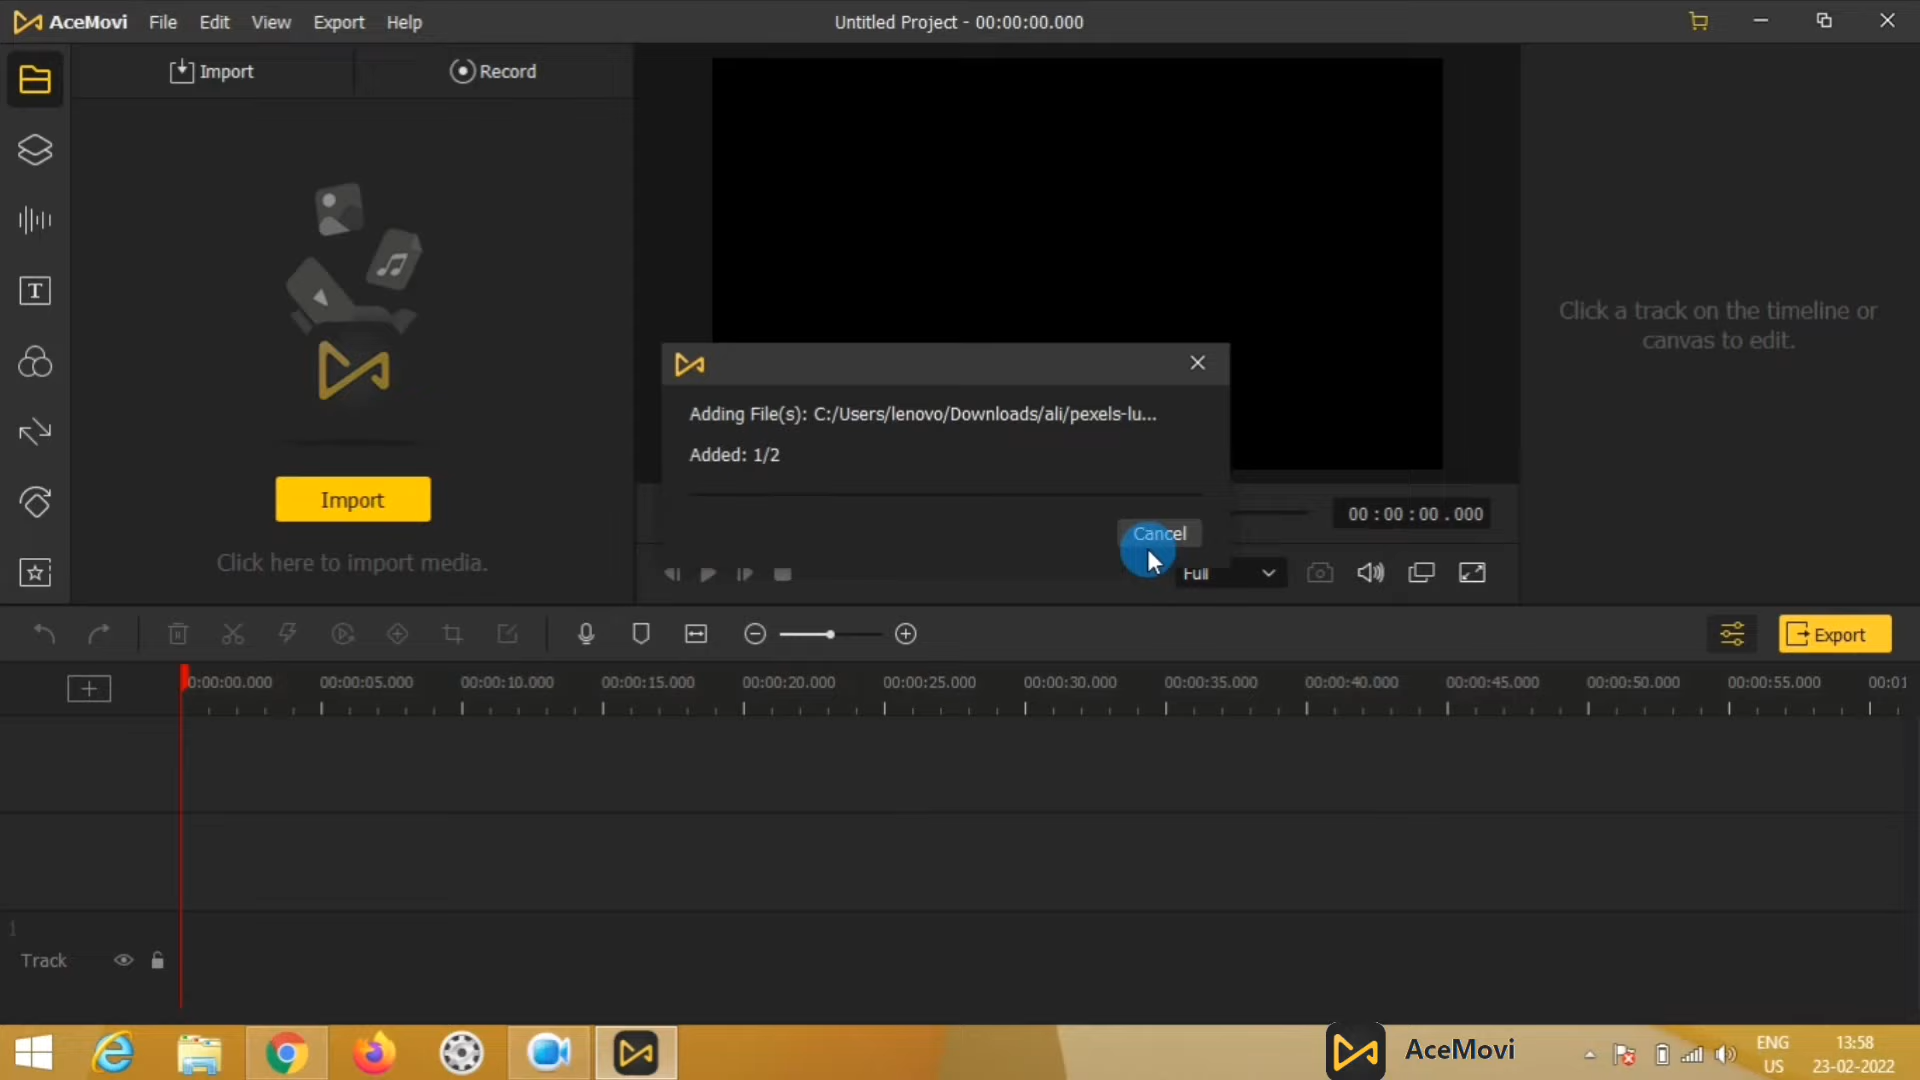 AceMovi File Edit View Export Help
Untitled Project - 00:00:00.000
Import
Record
Click a track on the timeline or
canvas to edit.
Adding File(s): C:/Users/lenovo/Downloads/ali/pexels-lu...
Added: 1/2
Cancel
Import
Click here to import media.
00:00:00.000
Full
Export
0:00:00.000 00:00:05.000 00:00:10.000 00:00:15.000 00:00:20.000 00:00:25.000 00:00:30.000 00:00:35.000 00:00:40.000 00:00:45.000 00:00:50.000 00:00:55.000 00:01
1
Track
AceMovi
ENG
US
13:58
23-02-2022